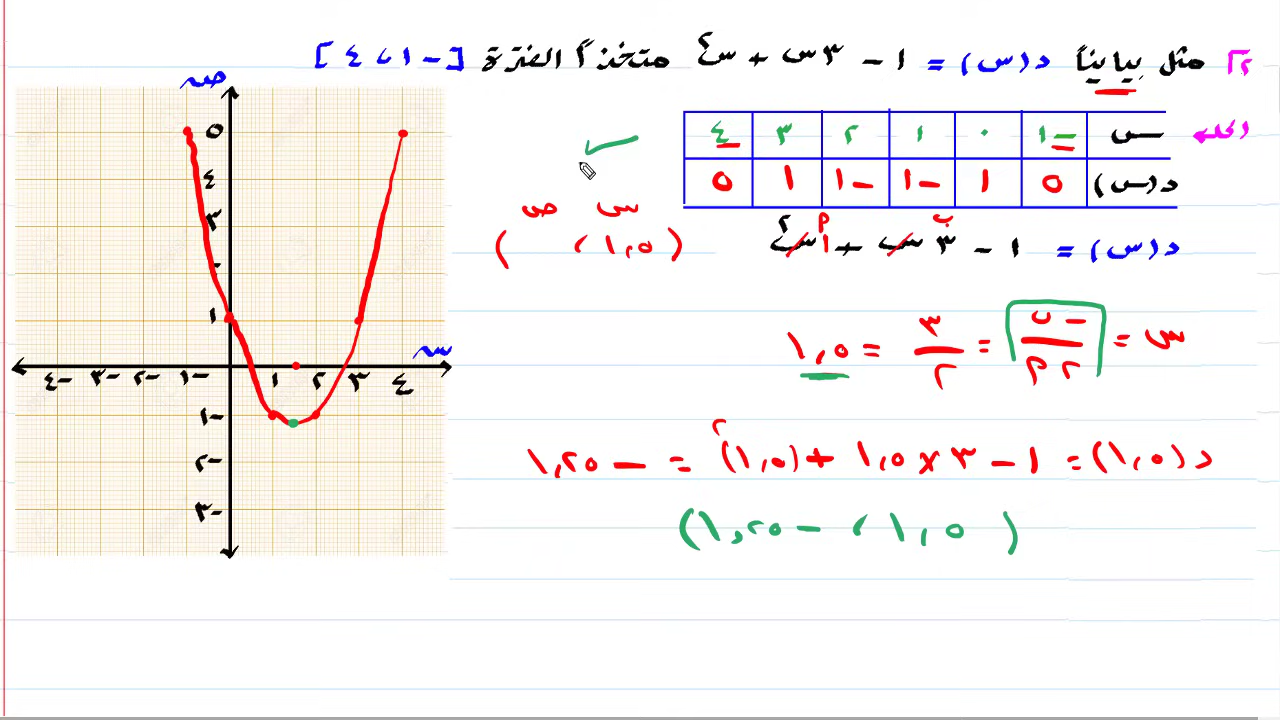 ٢] مثل بيانياً د(س) = ١ - ٣س + س٢ متخذاً الفترة [-١، ٤]
الحل
س -١ ٠ ١ ٢ ٣ ٤
د(س) ٥ ١ -١ -١ ١ ٥
س ص
(١,٥ ، )
ب ٢
د(س) = ١ - ٣س + ١س٢
س = -ب/٢٢ = ٣/٢ = ١,٥
د(١,٥) = ١ - ٣ × ١,٥ + (١,٥)٢ = -١,٢٥
(١,٥ ، -١,٢٥)
ص
٥
٤
٣
١
-١
-٢
-٣
س
-٤ -٣ -٢ -١ ١ ٢ ٣ ٤